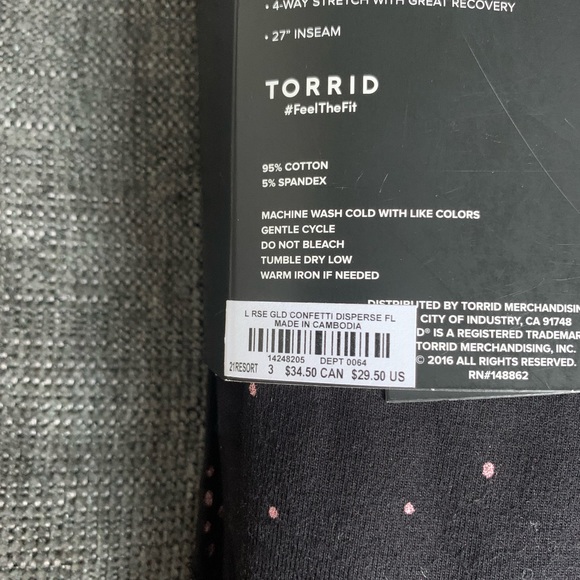 • 4-WAY STRETCH WITH GREAT RECOVERY
• 27" INSEAM
TORRID
#FeelTheFit
95% COTTON
5% SPANDEX
MACHINE WASH COLD WITH LIKE COLORS
GENTLE CYCLE
DO NOT BLEACH
TUMBLE DRY LOW
WARM IRON IF NEEDED
DISTRIBUTED BY TORRID MERCHANDISIN
CITY OF INDUSTRY, CA 91748
D® IS A REGISTERED TRADEMAR
TORRID MERCHANDISING, INC.
© 2016 ALL RIGHTS RESERVED.
RN#148862
L RSE GLD CONFETTI DISPERSE FL
MADE IN CAMBODIA
14248205 DEPT 0064
21RESORT 3 $34.50 CAN $29.50 US